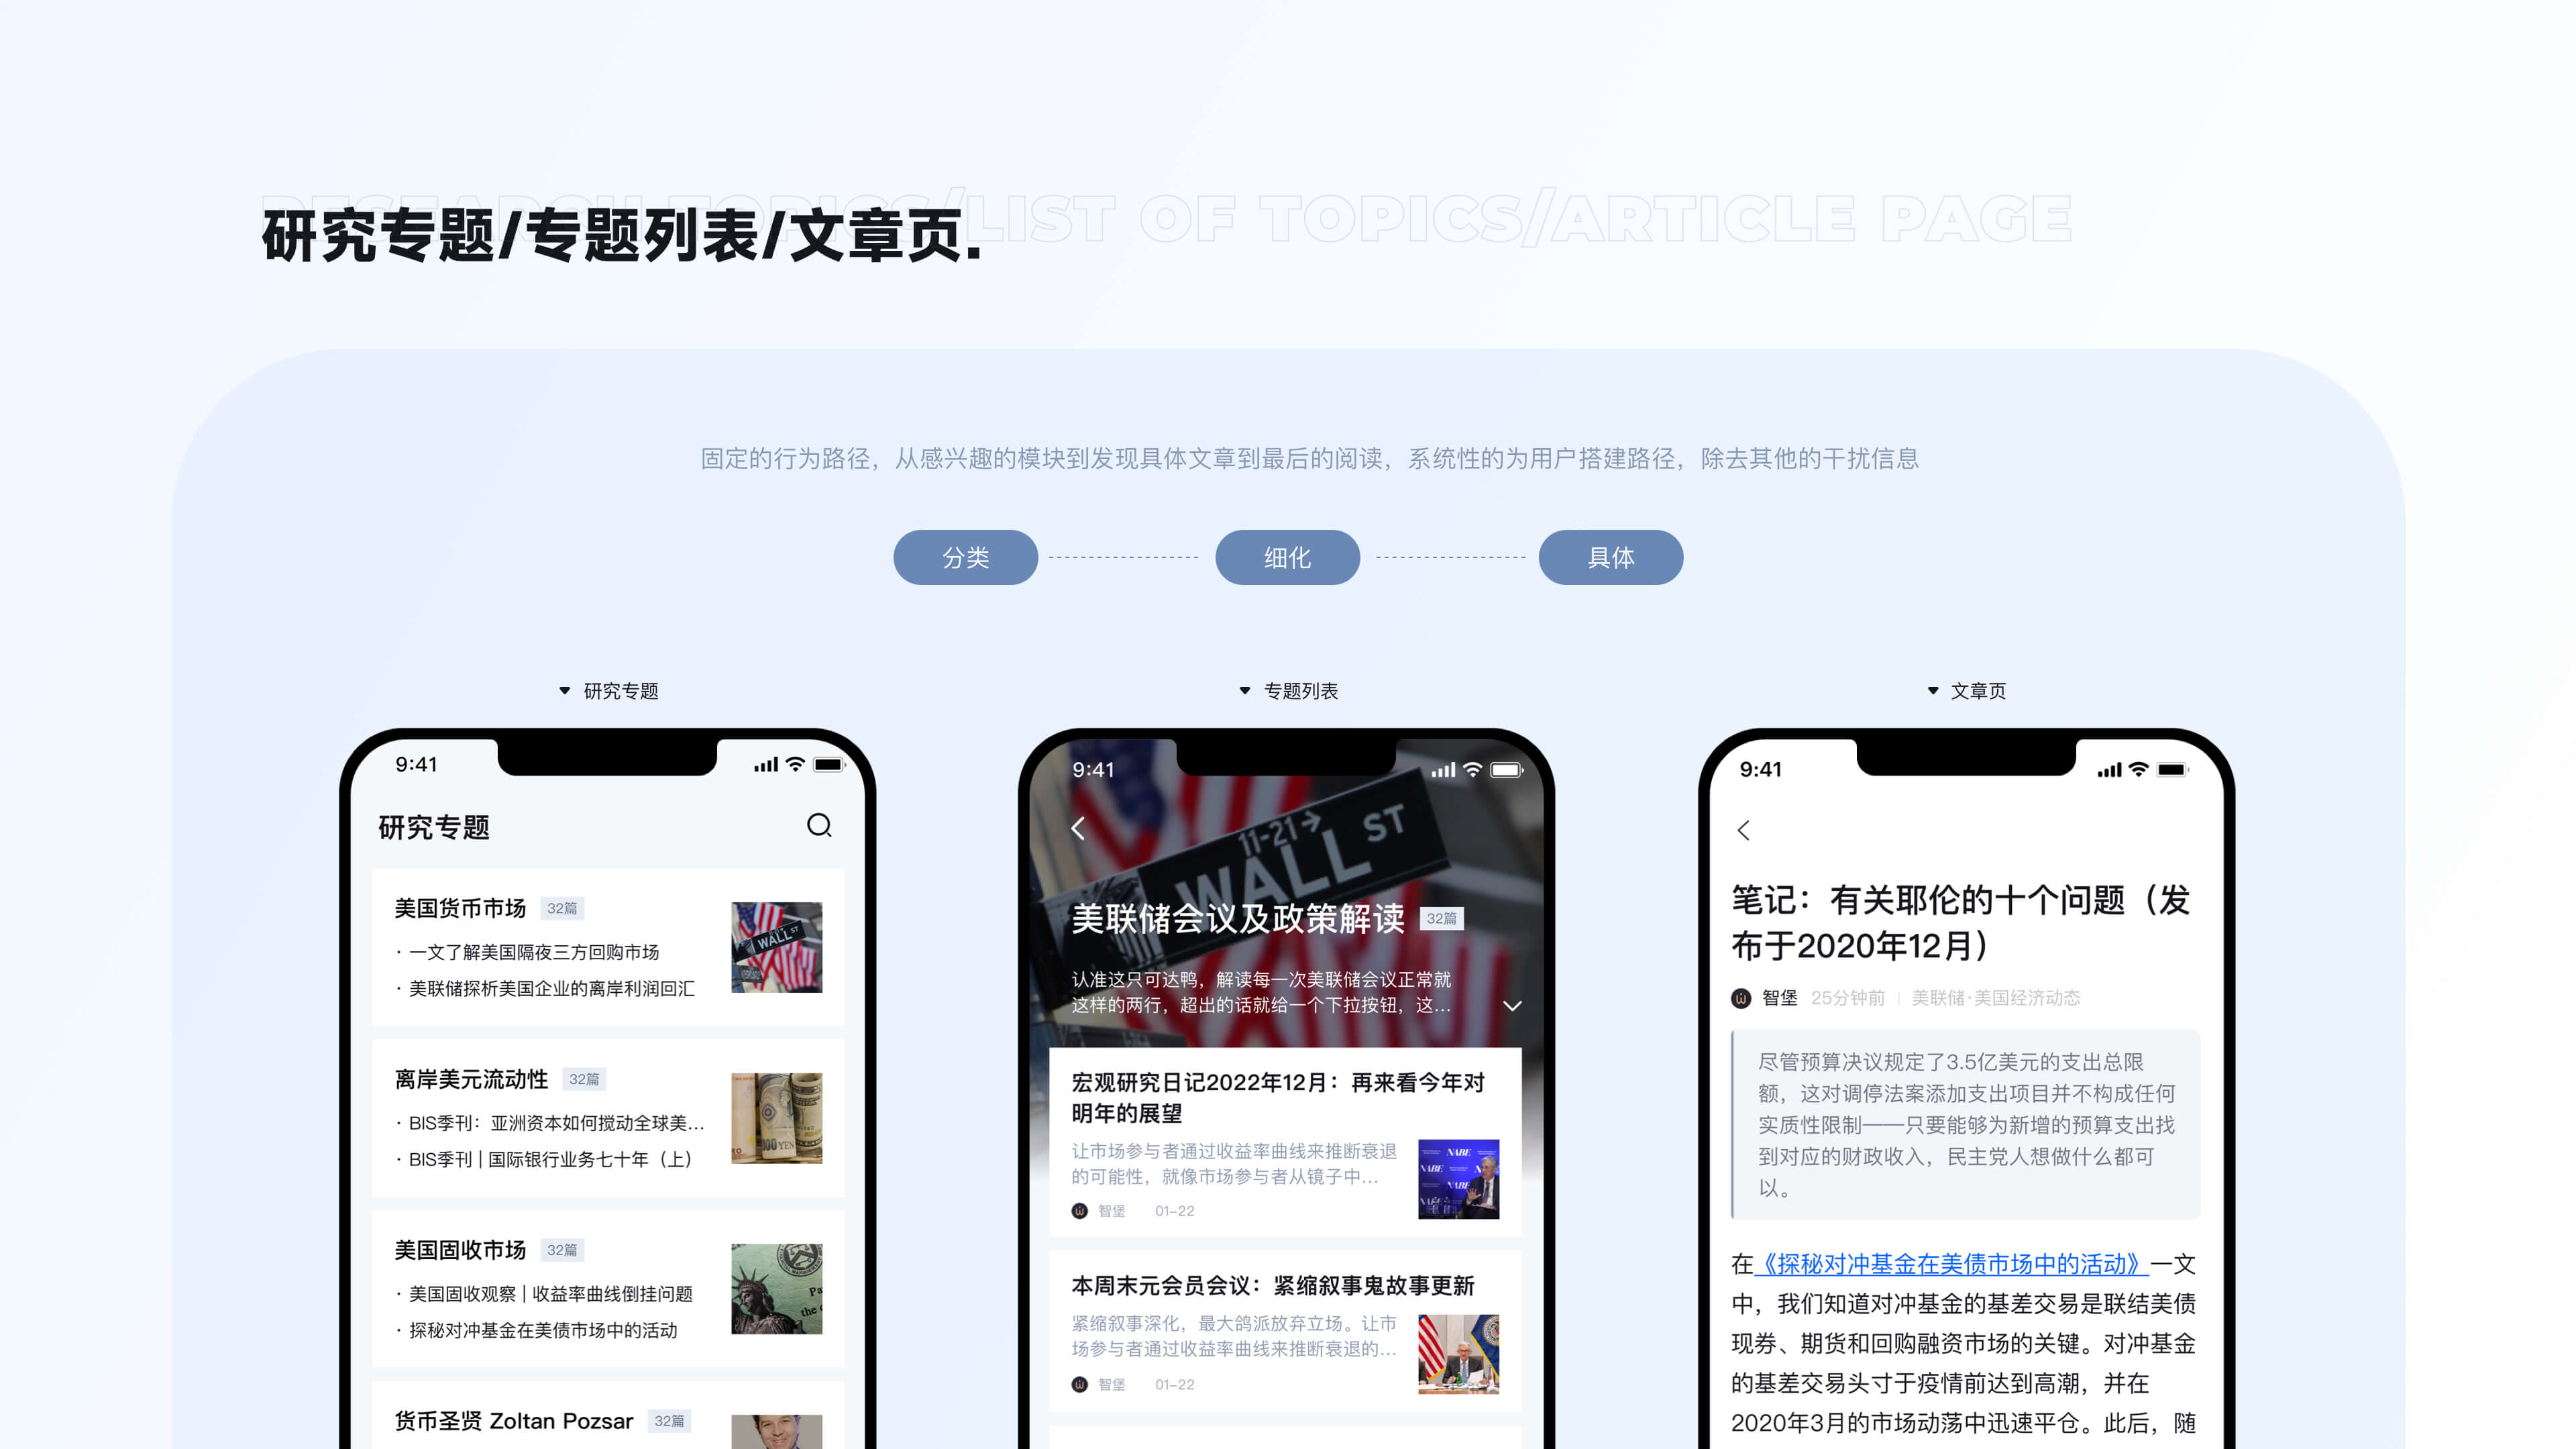 RESEARCH TOPICS/LIST OF TOPICS/ARTICLE PAGE
研究专题/专题列表/文章页.
固定的行为路径，从感兴趣的模块到发现具体文章到最后的阅读，系统性的为用户搭建路径，除去其他的干扰信息
分类
细化
具体
研究专题
专题列表
文章页
9:41
研究专题
美国货币市场 32篇
· 一文了解美国隔夜三方回购市场
· 美联储探析美国企业的离岸利润回汇
WALL ST
离岸美元流动性 32篇
· BIS季刊：亚洲资本如何搅动全球美...
· BIS季刊 | 国际银行业务七十年（上）
美国固收市场 32篇
· 美国固收观察 | 收益率曲线倒挂问题
· 探秘对冲基金在美债市场中的活动
货币圣贤 Zoltan Pozsar 32篇
9:41
11-21→
WALL ST
美联储会议及政策解读 32篇
认准这只可达鸭，解读每一次美联储会议正常就
这样的两行，超出的话就给一个下拉按钮，这...
宏观研究日记2022年12月：再来看今年对
明年的展望
让市场参与者通过收益率曲线来推断衰退
的可能性，就像市场参与者从镜子中...
智堡 01-22
NABE
本周末元会员会议：紧缩叙事鬼故事更新
紧缩叙事深化，最大鸽派放弃立场。让市
场参与者通过收益率曲线来推断衰退的...
智堡 01-22
9:41
笔记：有关耶伦的十个问题（发
布于2020年12月）
智堡 25分钟前 | 美联储·美国经济动态
尽管预算决议规定了3.5亿美元的支出总限
额，这对调停法案添加支出项目并不构成任何
实质性限制——只要能够为新增的预算支出找
到对应的财政收入，民主党人想做什么都可
以。
在《探秘对冲基金在美债市场中的活动》一文
中，我们知道对冲基金的基差交易是联结美债
现券、期货和回购融资市场的关键。对冲基金
的基差交易头寸于疫情前达到高潮，并在
2020年3月的市场动荡中迅速平仓。此后，随